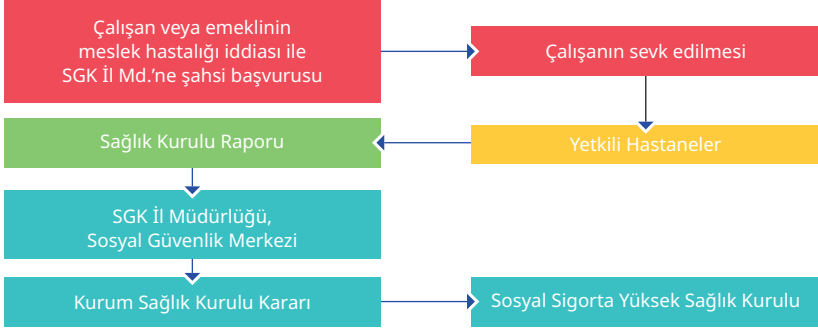 Çalışan veya emeklinin
meslek hastalığı iddiası ile
SGK İl Md.’ne şahsi başvurusu
Çalışanın sevk edilmesi
Yetkili Hastaneler
Sağlık Kurulu Raporu
SGK İl Müdürlüğü,
Sosyal Güvenlik Merkezi
Kurum Sağlık Kurulu Kararı
Sosyal Sigorta Yüksek Sağlık Kurulu